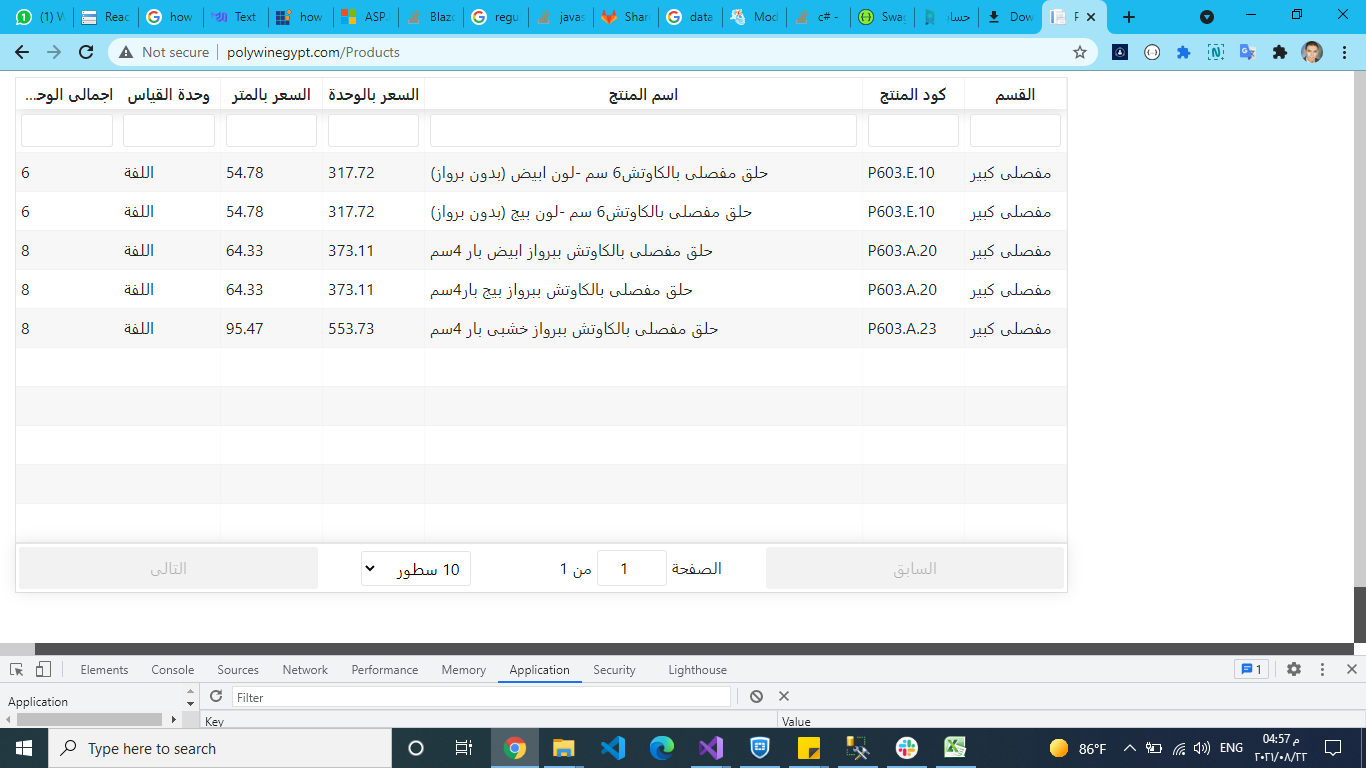 (1) W
Reac
how
Text
how
ASP.
Blazo
regu
javas
Shar
data
Mod
c# -
Swag
حساب
Dow
F
Not secure
polywinegypt.com/Products
القسم كود المنتج اسم المنتج السعر بالوحدة السعر بالمتر وحدة القياس اجمالى الوحد...
مفصلى كبير P603.E.10 حلق مفصلى بالكاوتش6 سم -لون ابيض (بدون برواز) 317.72 54.78 اللفة 6
مفصلى كبير P603.E.10 حلق مفصلى بالكاوتش6 سم -لون بيج (بدون برواز) 317.72 54.78 اللفة 6
مفصلى كبير P603.A.20 حلق مفصلى بالكاوتش ببرواز ابيض بار 4سم 373.11 64.33 اللفة 8
مفصلى كبير P603.A.20 حلق مفصلى بالكاوتش ببرواز بيج بار4سم 373.11 64.33 اللفة 8
مفصلى كبير P603.A.23 حلق مفصلى بالكاوتش ببرواز خشبى بار 4سم 553.73 95.47 اللفة 8
السابق الصفحة 1 من 1 10 سطور التالى
Elements Console Sources Network Performance Memory Application Security Lighthouse 1
Application
Filter
Key Value
Type here to search
86°F
ENG
04:57 م
٢٠٢١/٠٨/٢٢